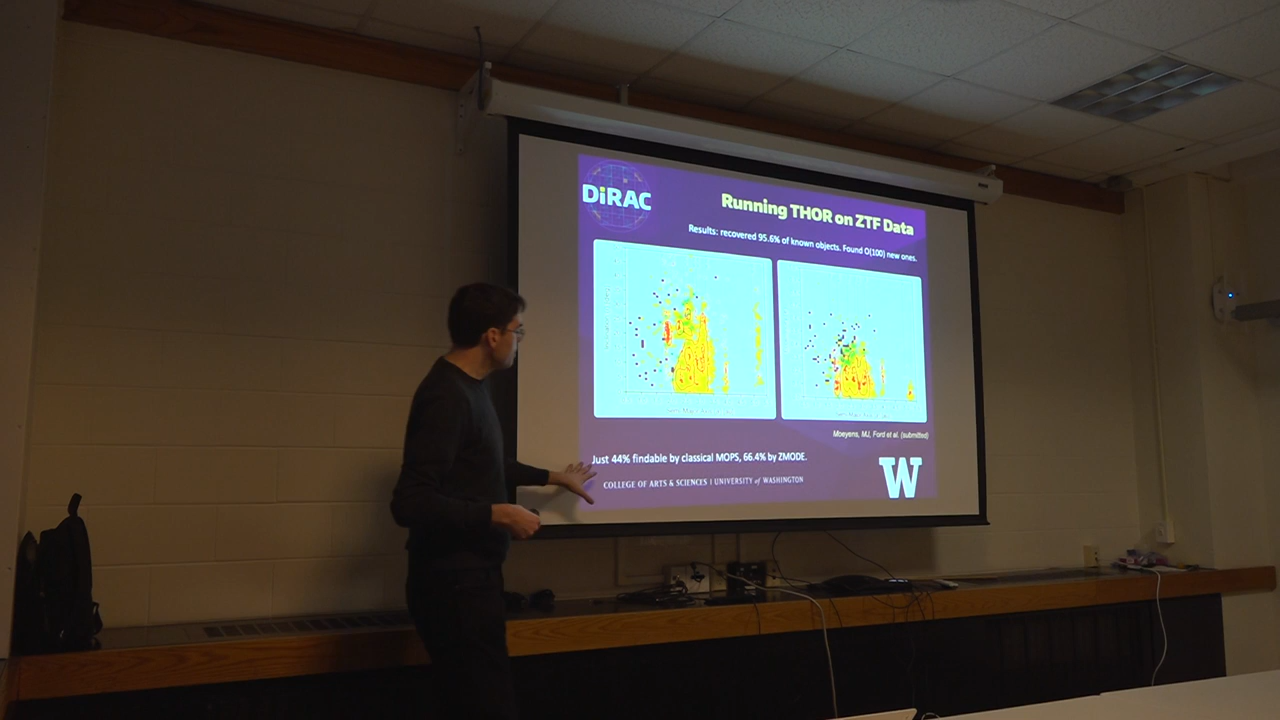 DiRAC
Running THOR on ZTF Data
Results: recovered 95.6% of known objects. Found O(100) new ones.
Moeyens, MJ, Ford et al. (submitted)
Just 44% findable by classical MOPS, 66.4% by ZMODE.
COLLEGE OF ARTS & SCIENCES | UNIVERSITY of WASHINGTON
W